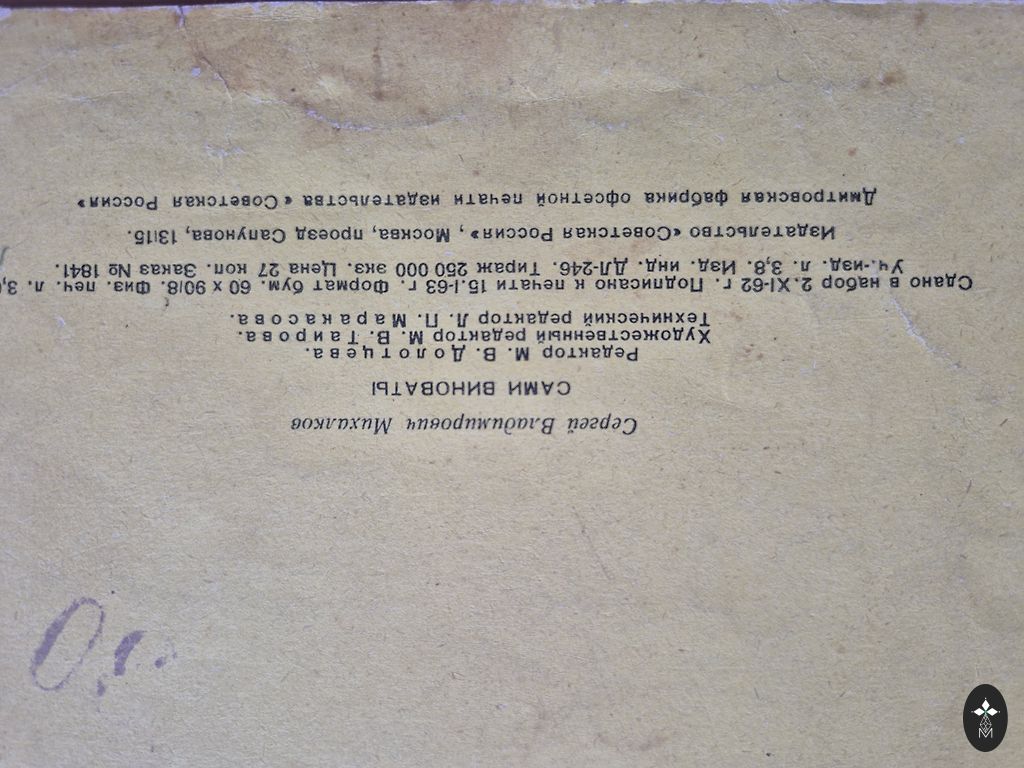 Сергей Владимирович Михалков
САМИ ВИНОВАТЫ
Редактор М. В. Долотцева.
Художественный редактор М. В. Таирова.
Технический редактор Л. П. Маракасова.
Сдано в набор 2.XI-62 г. Подписано к печати 15.I-63 г. Формат бум. 60 х 90/8. Физ. печ. л. 3,
Уч.-изд. л. 3,8. Изд. инд. ДЛ-246. Тираж 250 000 экз. Цена 27 коп. Заказ № 1841.
Издательство «Советская Россия», Москва, проезд Сапунова, 13/15.
Дмитровская фабрика офсетной печати издательства «Советская Россия»
M